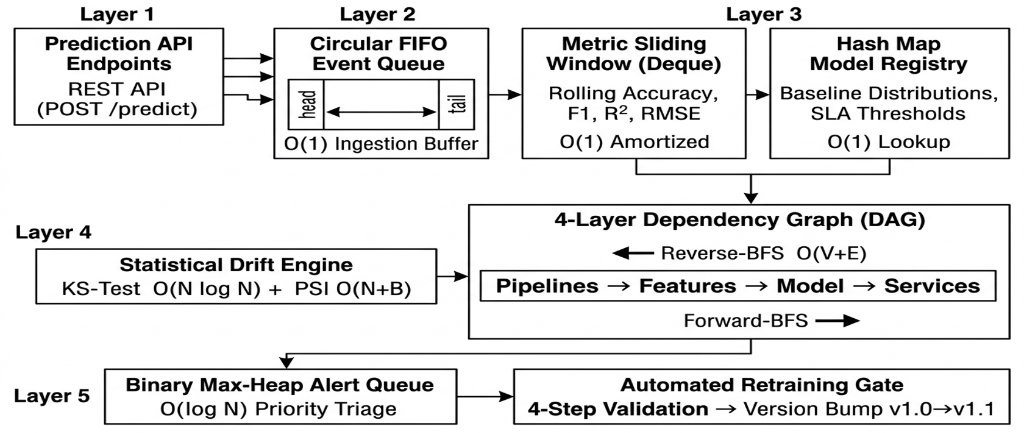 Layer 1
Prediction API
Endpoints
REST API
(POST /predict)
Layer 2
Circular FIFO
Event Queue
head
tail
O(1) Ingestion Buffer
Layer 3
Metric Sliding
Window (Deque)
Rolling Accuracy,
F1, R², RMSE
O(1) Amortized
Hash Map
Model Registry
Baseline Distributions,
SLA Thresholds
O(1) Lookup
Layer 4
Statistical Drift Engine
KS-Test O(N log N) + PSI O(N+B)
4-Layer Dependency Graph (DAG)
← Reverse-BFS O(V+E)
Pipelines → Features → Model → Services
Forward-BFS →
Layer 5
Binary Max-Heap Alert Queue
O(log N) Priority Triage
Automated Retraining Gate
4-Step Validation → Version Bump v1.0→v1.1